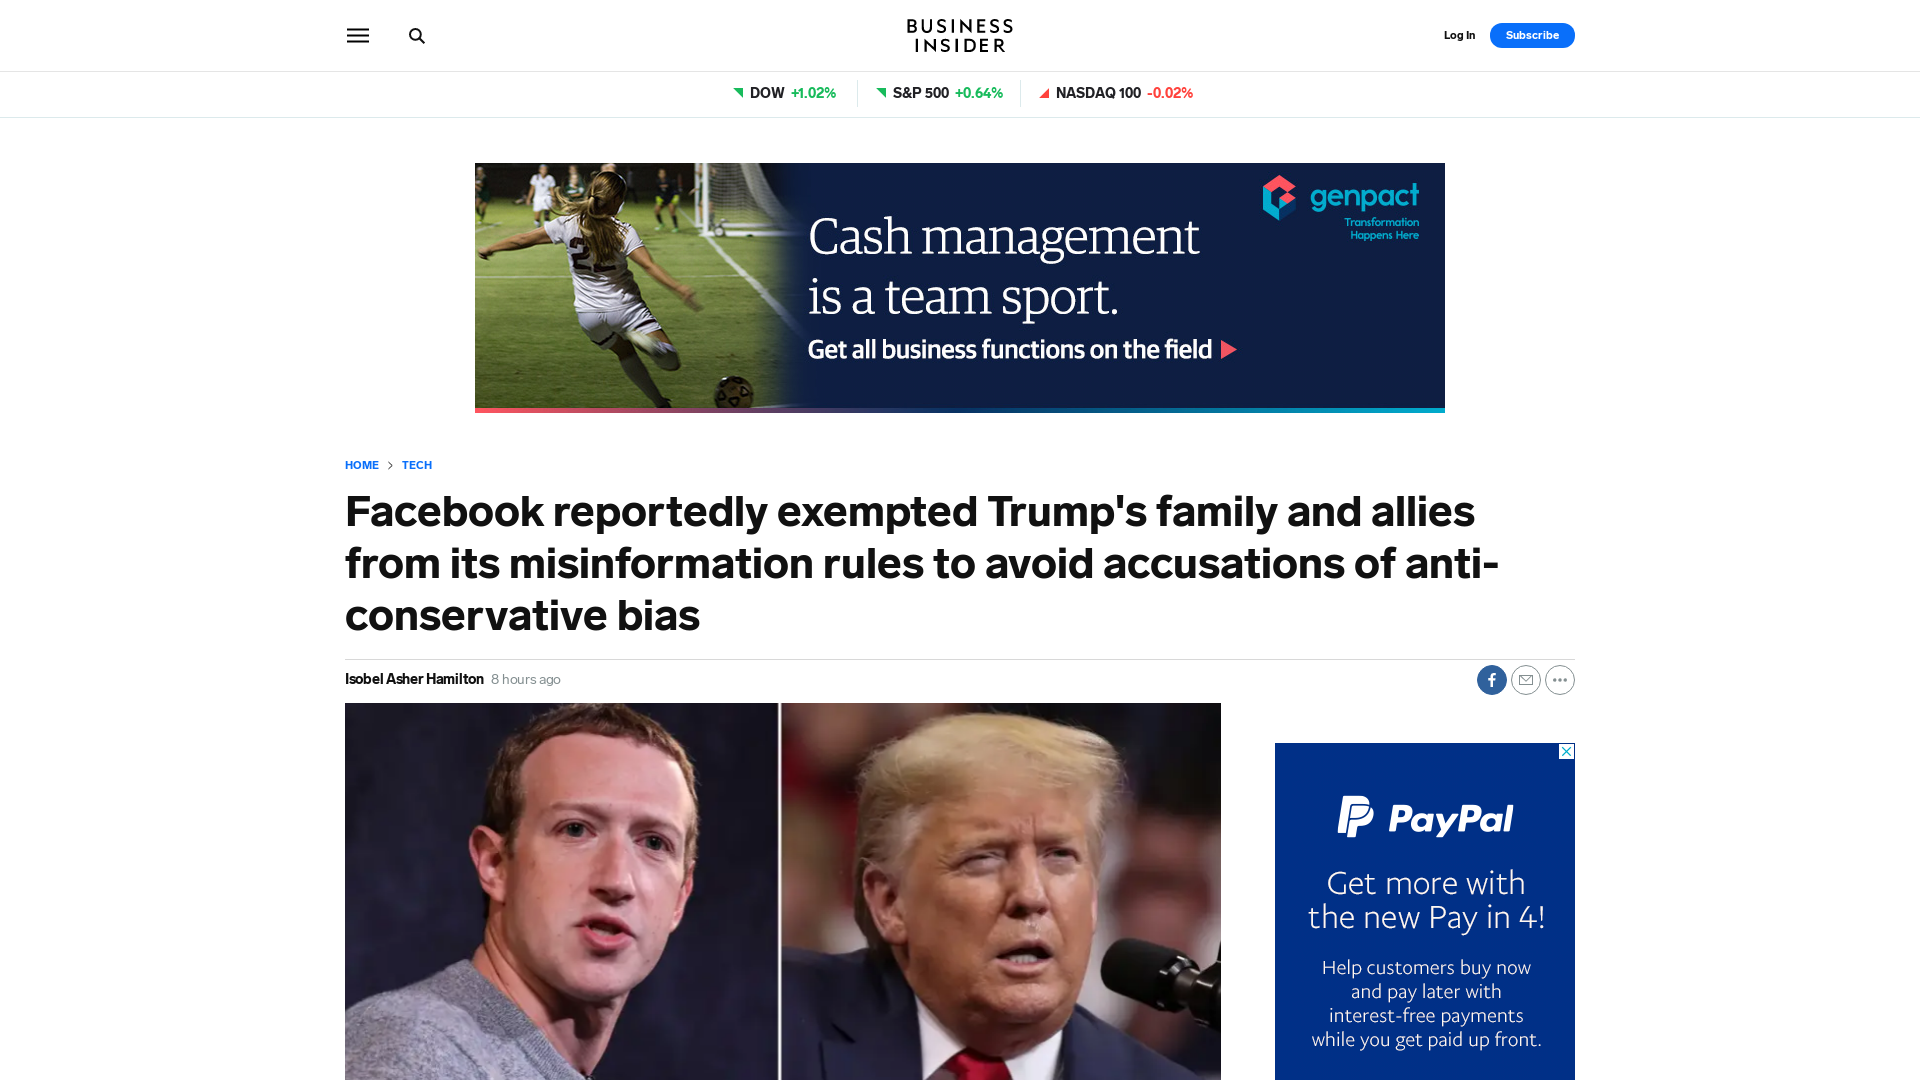 BUSINESS
INSIDER
Log In
Subscribe
DOW +1.02%
S&P 500 +0.64%
NASDAQ 100 -0.02%
genpact
Transformation
Happens Here
Cash management
is a team sport.
Get all business functions on the field
22
HOME > TECH
Facebook reportedly exempted Trump's family and allies
from its misinformation rules to avoid accusations of anti-
conservative bias
Isobel Asher Hamilton 8 hours ago
PayPal
Get more with
the new Pay in 4!
Help customers buy now
and pay later with
interest-free payments
while you get paid up front.